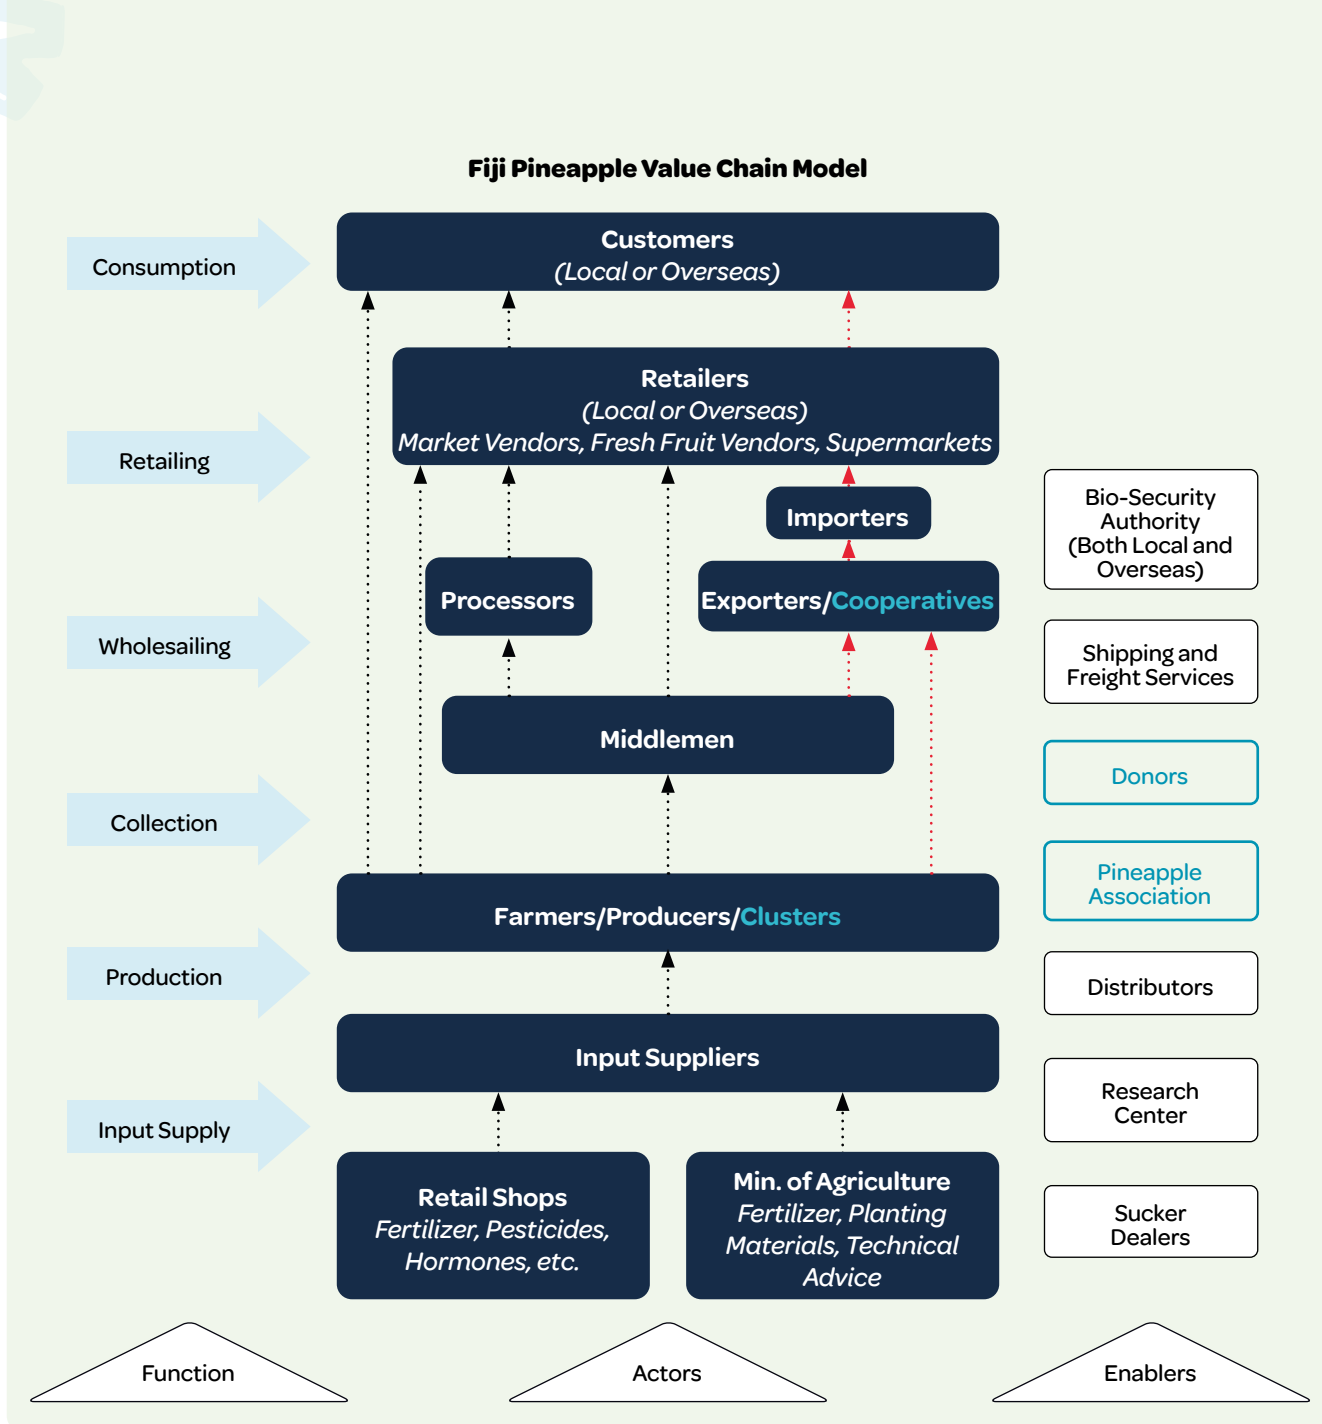 Fiji Pineapple Value Chain Model
Consumption
Customers
(Local or Overseas)
Retailing
Retailers
(Local or Overseas)
Market Vendors, Fresh Fruit Vendors, Supermarkets
Importers
Wholesailing
Processors
Exporters/Cooperatives
Middlemen
Collection
Farmers/Producers/Clusters
Production
Input Suppliers
Input Supply
Retail Shops
Fertilizer, Pesticides,
Hormones, etc.
Min. of Agriculture
Fertilizer, Planting
Materials, Technical
Advice
Bio-Security
Authority
(Both Local and
Overseas)
Shipping and
Freight Services
Donors
Pineapple
Association
Distributors
Research
Center
Sucker
Dealers
Function
Actors
Enablers